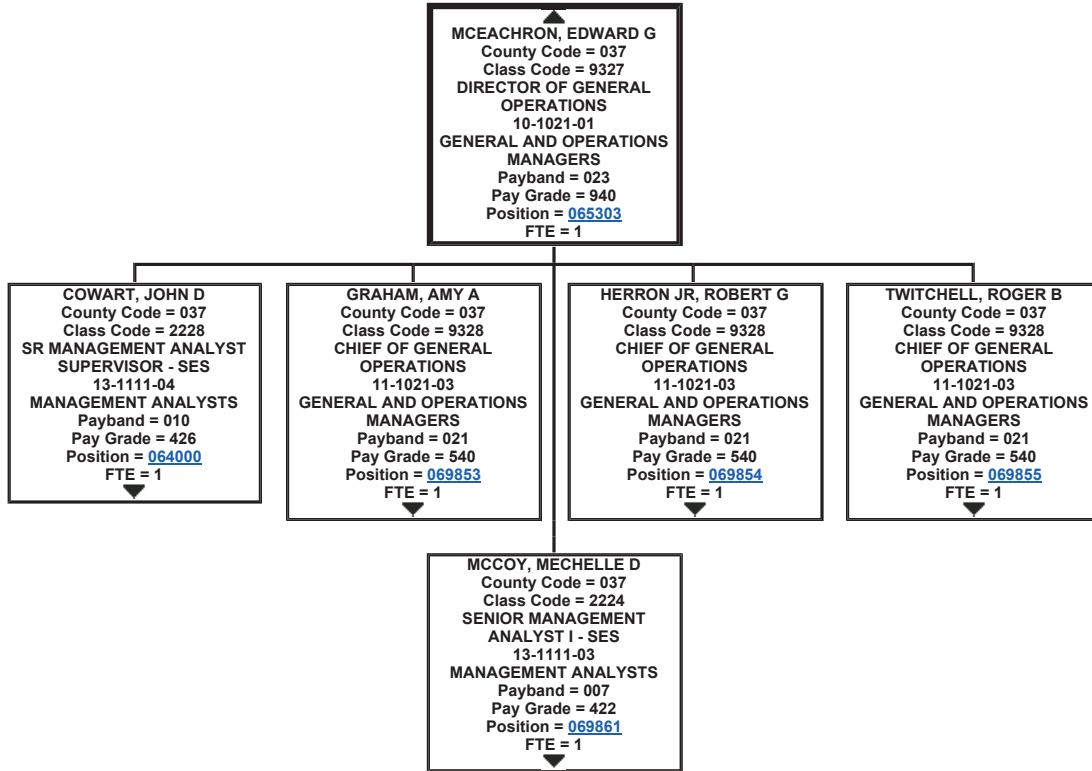 MCEACHRON, EDWARD G
County Code = 037
Class Code = 9327
DIRECTOR OF GENERAL
OPERATIONS
10-1021-01
GENERAL AND OPERATIONS
MANAGERS
Payband = 023
Pay Grade = 940
Position = 065303
FTE = 1
COWART, JOHN D
County Code = 037
Class Code = 2228
SR MANAGEMENT ANALYST
SUPERVISOR - SES
13-1111-04
MANAGEMENT ANALYSTS
Payband = 010
Pay Grade = 426
Position = 064000
FTE = 1
GRAHAM, AMY A
County Code = 037
Class Code = 9328
CHIEF OF GENERAL
OPERATIONS
11-1021-03
GENERAL AND OPERATIONS
MANAGERS
Payband = 021
Pay Grade = 540
Position = 069853
FTE = 1
HERRON JR, ROBERT G
County Code = 037
Class Code = 9328
CHIEF OF GENERAL
OPERATIONS
11-1021-03
GENERAL AND OPERATIONS
MANAGERS
Payband = 021
Pay Grade = 540
Position = 069854
FTE = 1
TWITCHELL, ROGER B
County Code = 037
Class Code = 9328
CHIEF OF GENERAL
OPERATIONS
11-1021-03
GENERAL AND OPERATIONS
MANAGERS
Payband = 021
Pay Grade = 540
Position = 069855
FTE = 1
MCCOY, MECHELLE D
County Code = 037
Class Code = 2224
SENIOR MANAGEMENT
ANALYST I - SES
13-1111-03
MANAGEMENT ANALYSTS
Payband = 007
Pay Grade = 422
Position = 069861
FTE = 1